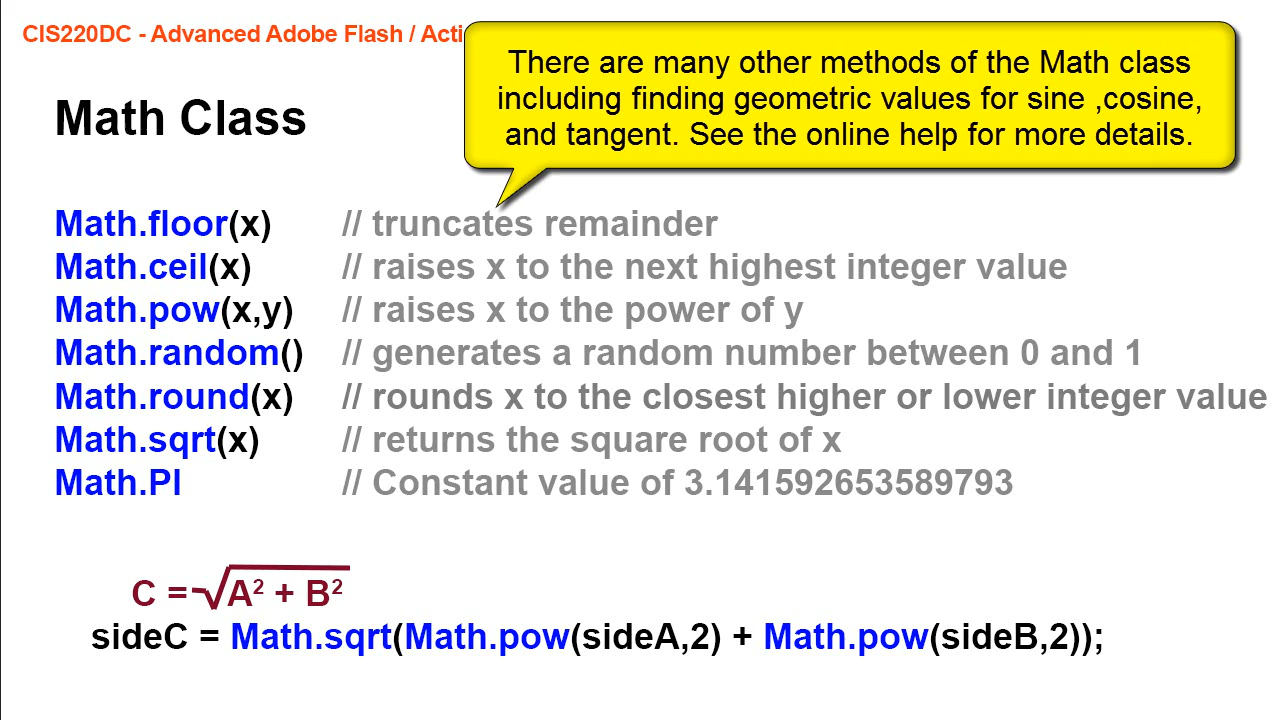 CIS220DC - Advanced Adobe Flash / Acti
There are many other methods of the Math class
including finding geometric values for sine ,cosine,
and tangent. See the online help for more details.
Math Class
Math.floor(x) // truncates remainder
Math.ceil(x) // raises x to the next highest integer value
Math.pow(x,y) // raises x to the power of y
Math.random() // generates a random number between 0 and 1
Math.round(x) // rounds x to the closest higher or lower integer value
Math.sqrt(x) // returns the square root of x
Math.PI // Constant value of 3.141592653589793
C = √A² + B²
sideC = Math.sqrt(Math.pow(sideA,2) + Math.pow(sideB,2));